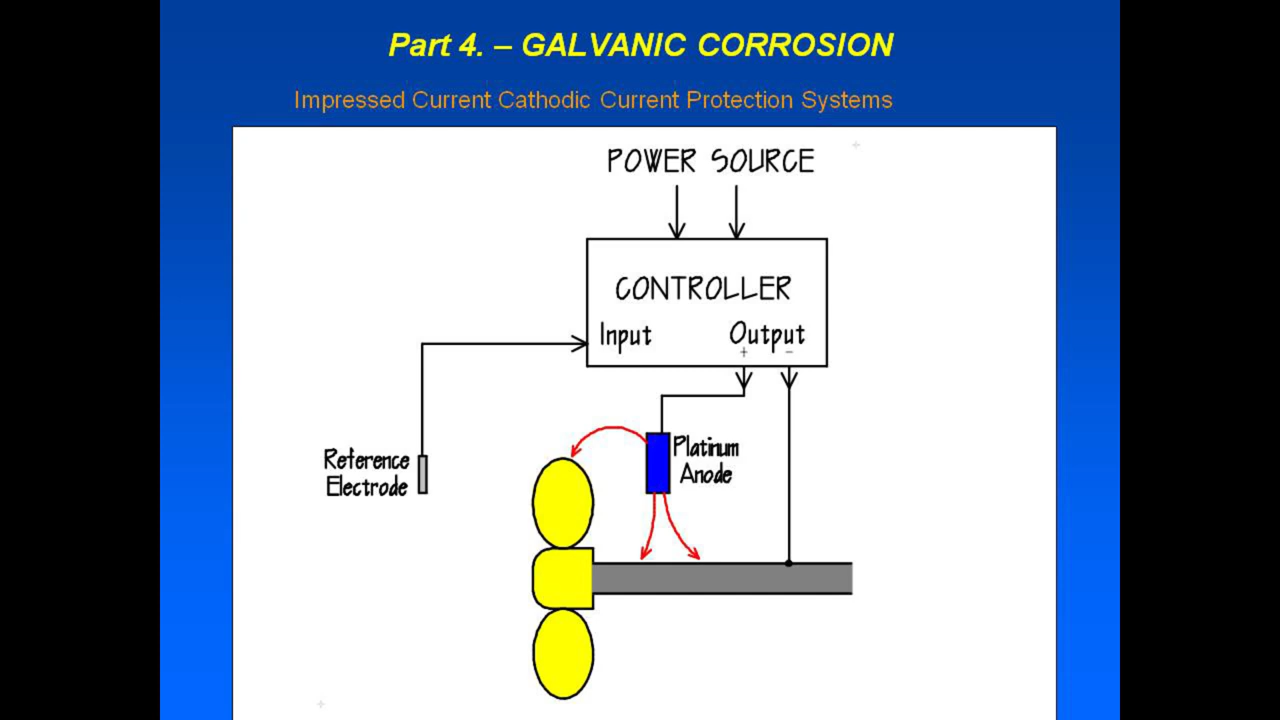 Part 4. – GALVANIC CORROSION
Impressed Current Cathodic Current Protection Systems
POWER SOURCE
CONTROLLER
Input Output
+ –
Platinum
Anode
Reference
Electrode